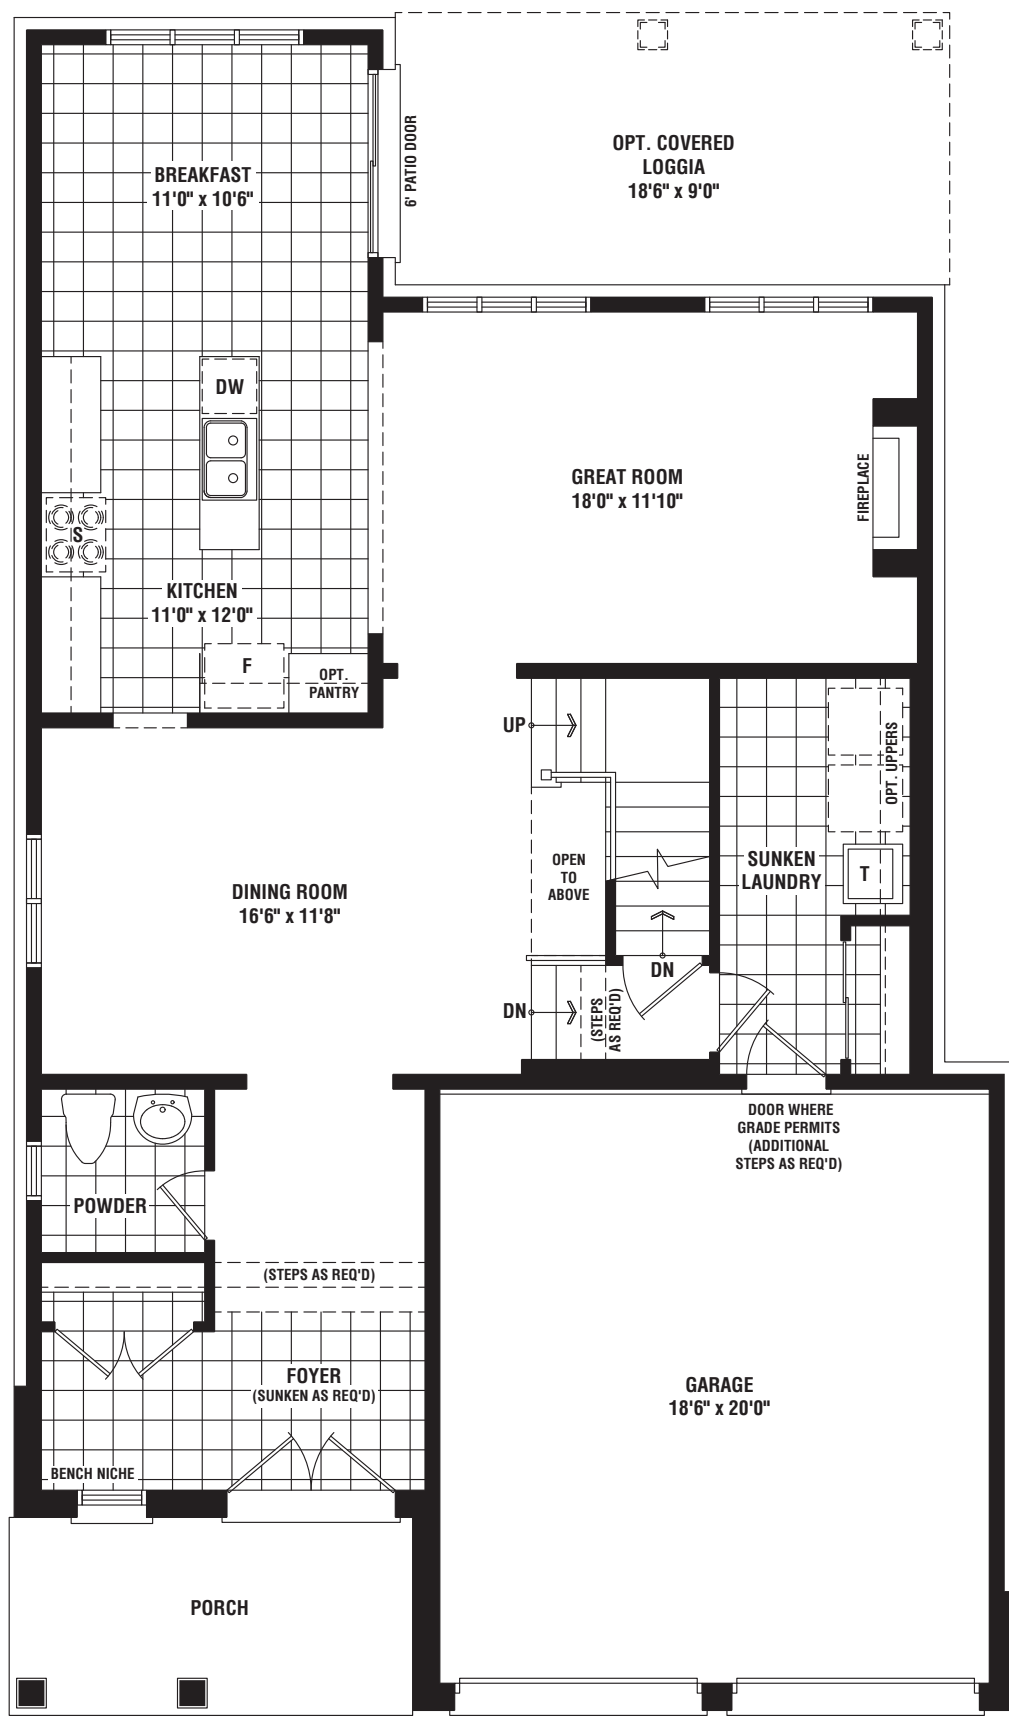 BREAKFAST
11'0" x 10'6"
6' PATIO DOOR
OPT. COVERED
LOGGIA
18'6" x 9'0"
DW
GREAT ROOM
18'0" x 11'10"
FIREPLACE
S
KITCHEN
11'0" x 12'0"
F
OPT.
PANTRY
UP
OPT. UPPERS
OPEN
TO
ABOVE
SUNKEN
LAUNDRY
T
DINING ROOM
16'6" x 11'8"
DN
DN
(STEPS
AS REQ'D)
DOOR WHERE
GRADE PERMITS
(ADDITIONAL
STEPS AS REQ'D)
POWDER
(STEPS AS REQ'D)
FOYER
(SUNKEN AS REQ'D)
GARAGE
18'6" x 20'0"
BENCH NICHE
PORCH